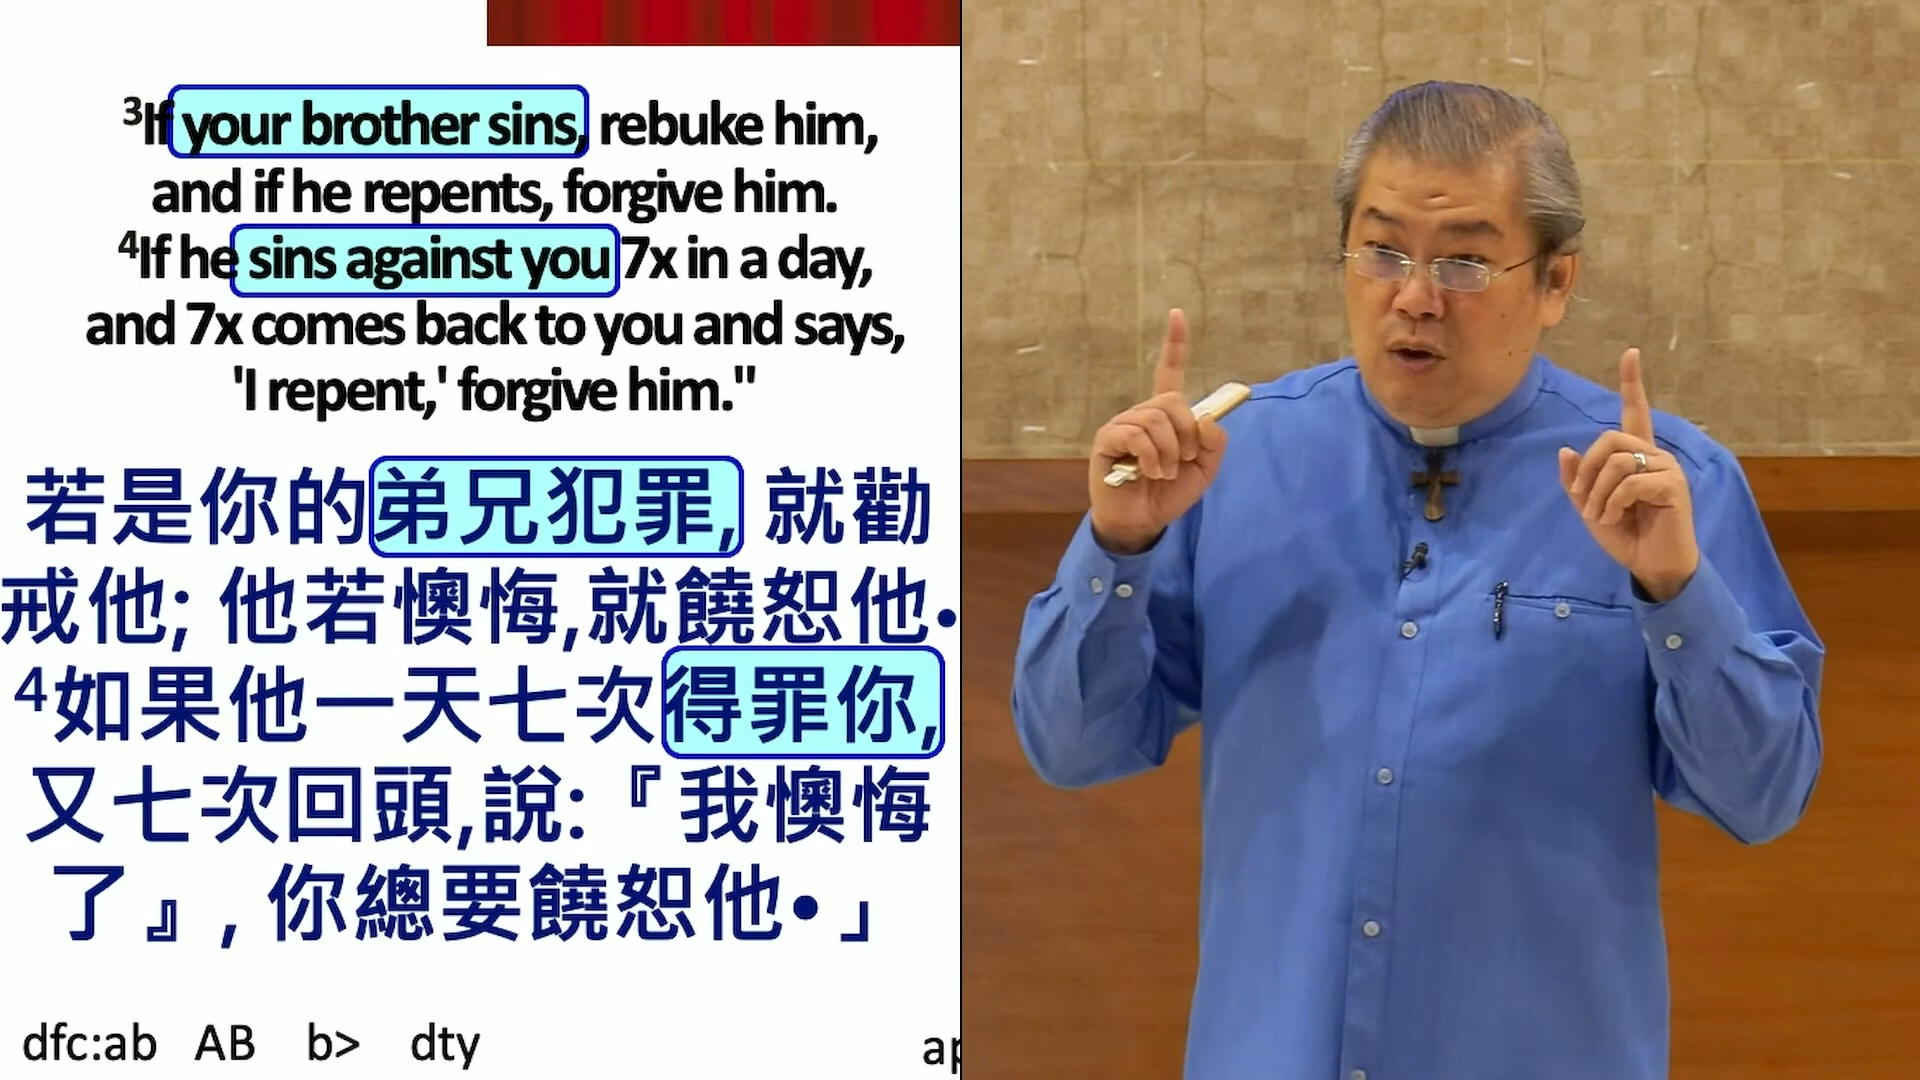 ³If your brother sins, rebuke him,
and if he repents, forgive him.
⁴If he sins against you 7x in a day,
and 7x comes back to you and says,
'I repent,' forgive him."
若是你的弟兄犯罪, 就勸
戒他; 他若懊悔,就饒恕他•
⁴如果他一天七次得罪你,
又七次回頭,說:『我懊悔
了』, 你總要饒恕他•」
dfc:ab AB b> dty